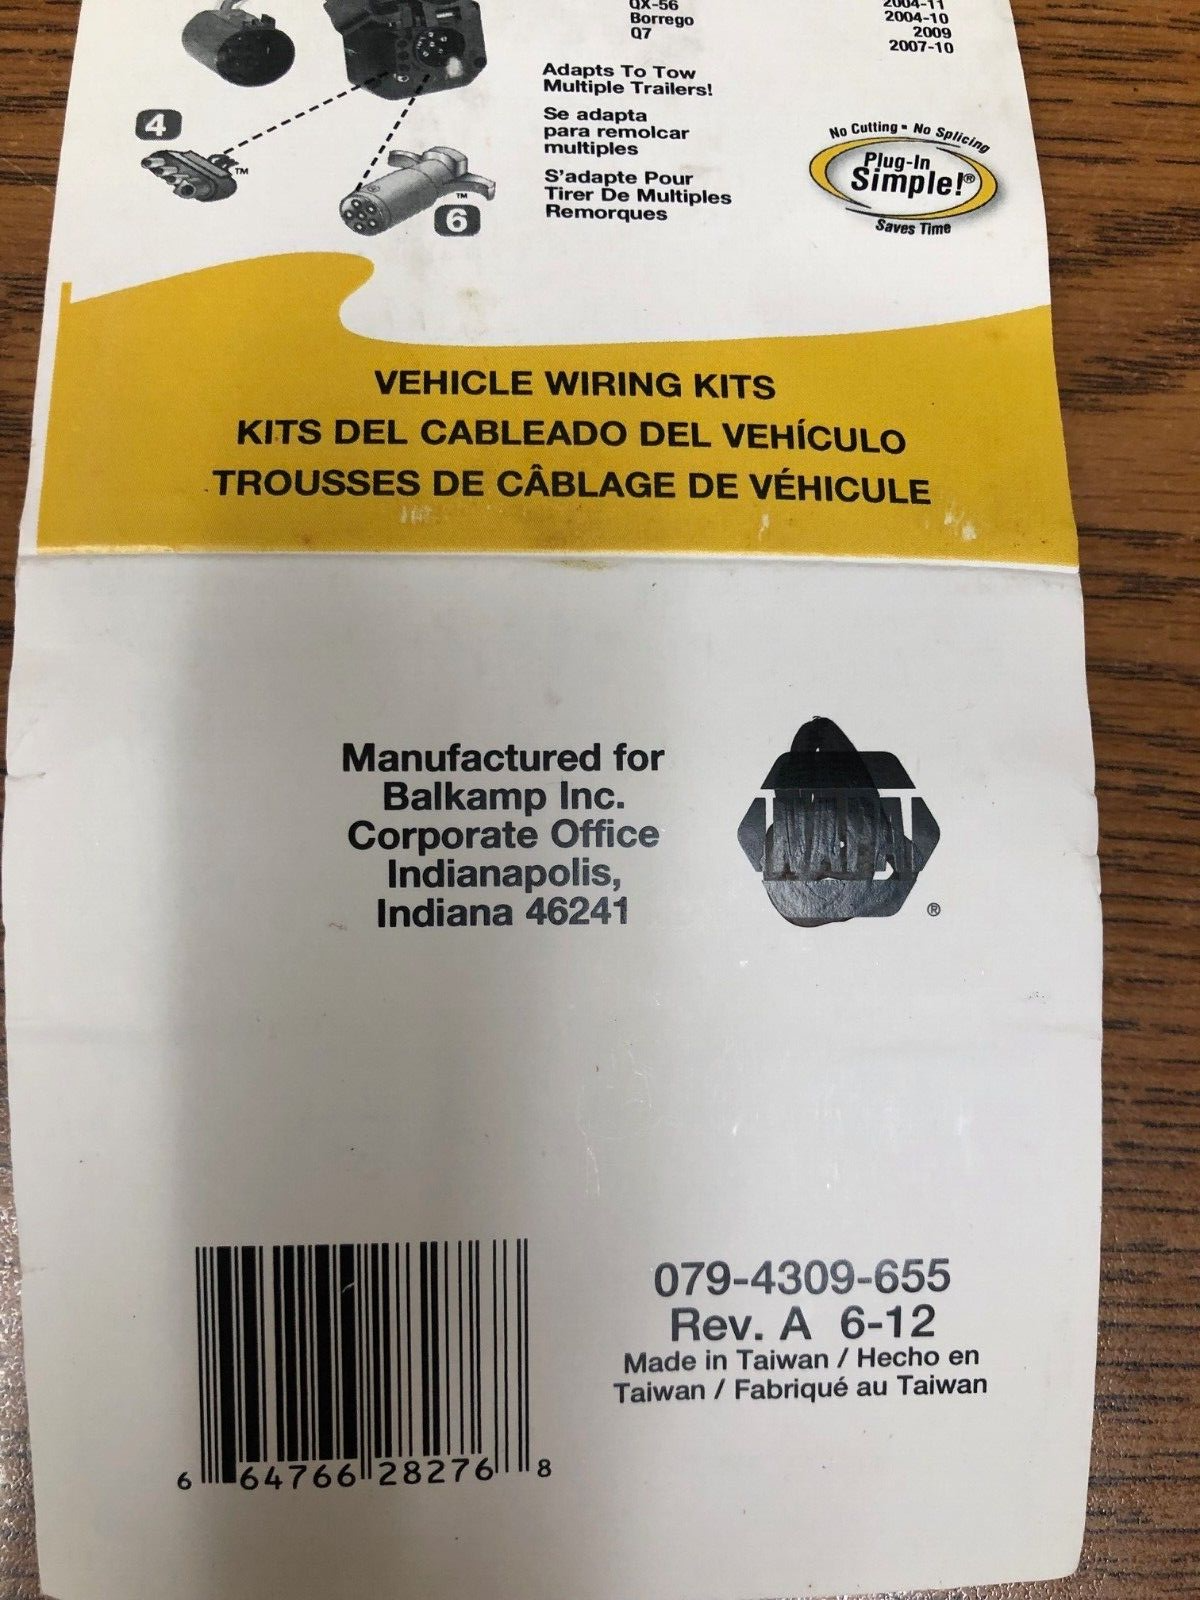 QX-56 2004-11
Borrego 2004-10
Q7 2009
2007-10
Adapts To Tow
Multiple Trailers!
Se adapta
para remolcar
multiples
S'adapte Pour
Tirer De Multiples
Remorques
4
TM
TM
6
No Cutting • No Splicing
Plug-In
Simple!®
Saves Time
VEHICLE WIRING KITS
KITS DEL CABLEADO DEL VEHÍCULO
TROUSSES DE CÂBLAGE DE VÉHICULE
Manufactured for
Balkamp Inc.
Corporate Office
Indianapolis,
Indiana 46241
NAPA
®
079-4309-655
Rev. A 6-12
Made in Taiwan / Hecho en
Taiwan / Fabriqué au Taiwan
6 64766 28276 8